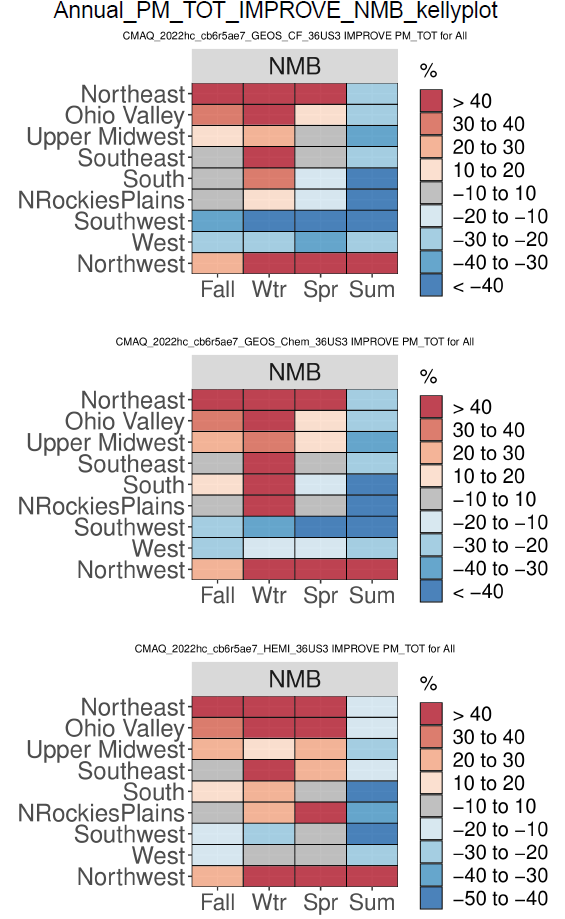 Annual_PM_TOT_IMPROVE_NMB_kellyplot
CMAQ_2022hc_cb6r5ae7_GEOS_CF_36US3 IMPROVE PM_TOT for All
NMB
Northeast
Ohio Valley
Upper Midwest
Southeast
South
NRockiesPlains
Southwest
West
Northwest
Fall Wtr Spr Sum
%
> 40
30 to 40
20 to 30
10 to 20
−10 to 10
−20 to −10
−30 to −20
−40 to −30
< −40
CMAQ_2022hc_cb6r5ae7_GEOS_Chem_36US3 IMPROVE PM_TOT for All
NMB
Northeast
Ohio Valley
Upper Midwest
Southeast
South
NRockiesPlains
Southwest
West
Northwest
Fall Wtr Spr Sum
%
> 40
30 to 40
20 to 30
10 to 20
−10 to 10
−20 to −10
−30 to −20
−40 to −30
< −40
CMAQ_2022hc_cb6r5ae7_HEMI_36US3 IMPROVE PM_TOT for All
NMB
Northeast
Ohio Valley
Upper Midwest
Southeast
South
NRockiesPlains
Southwest
West
Northwest
Fall Wtr Spr Sum
%
> 40
30 to 40
20 to 30
10 to 20
−10 to 10
−20 to −10
−30 to −20
−40 to −30
−50 to −40